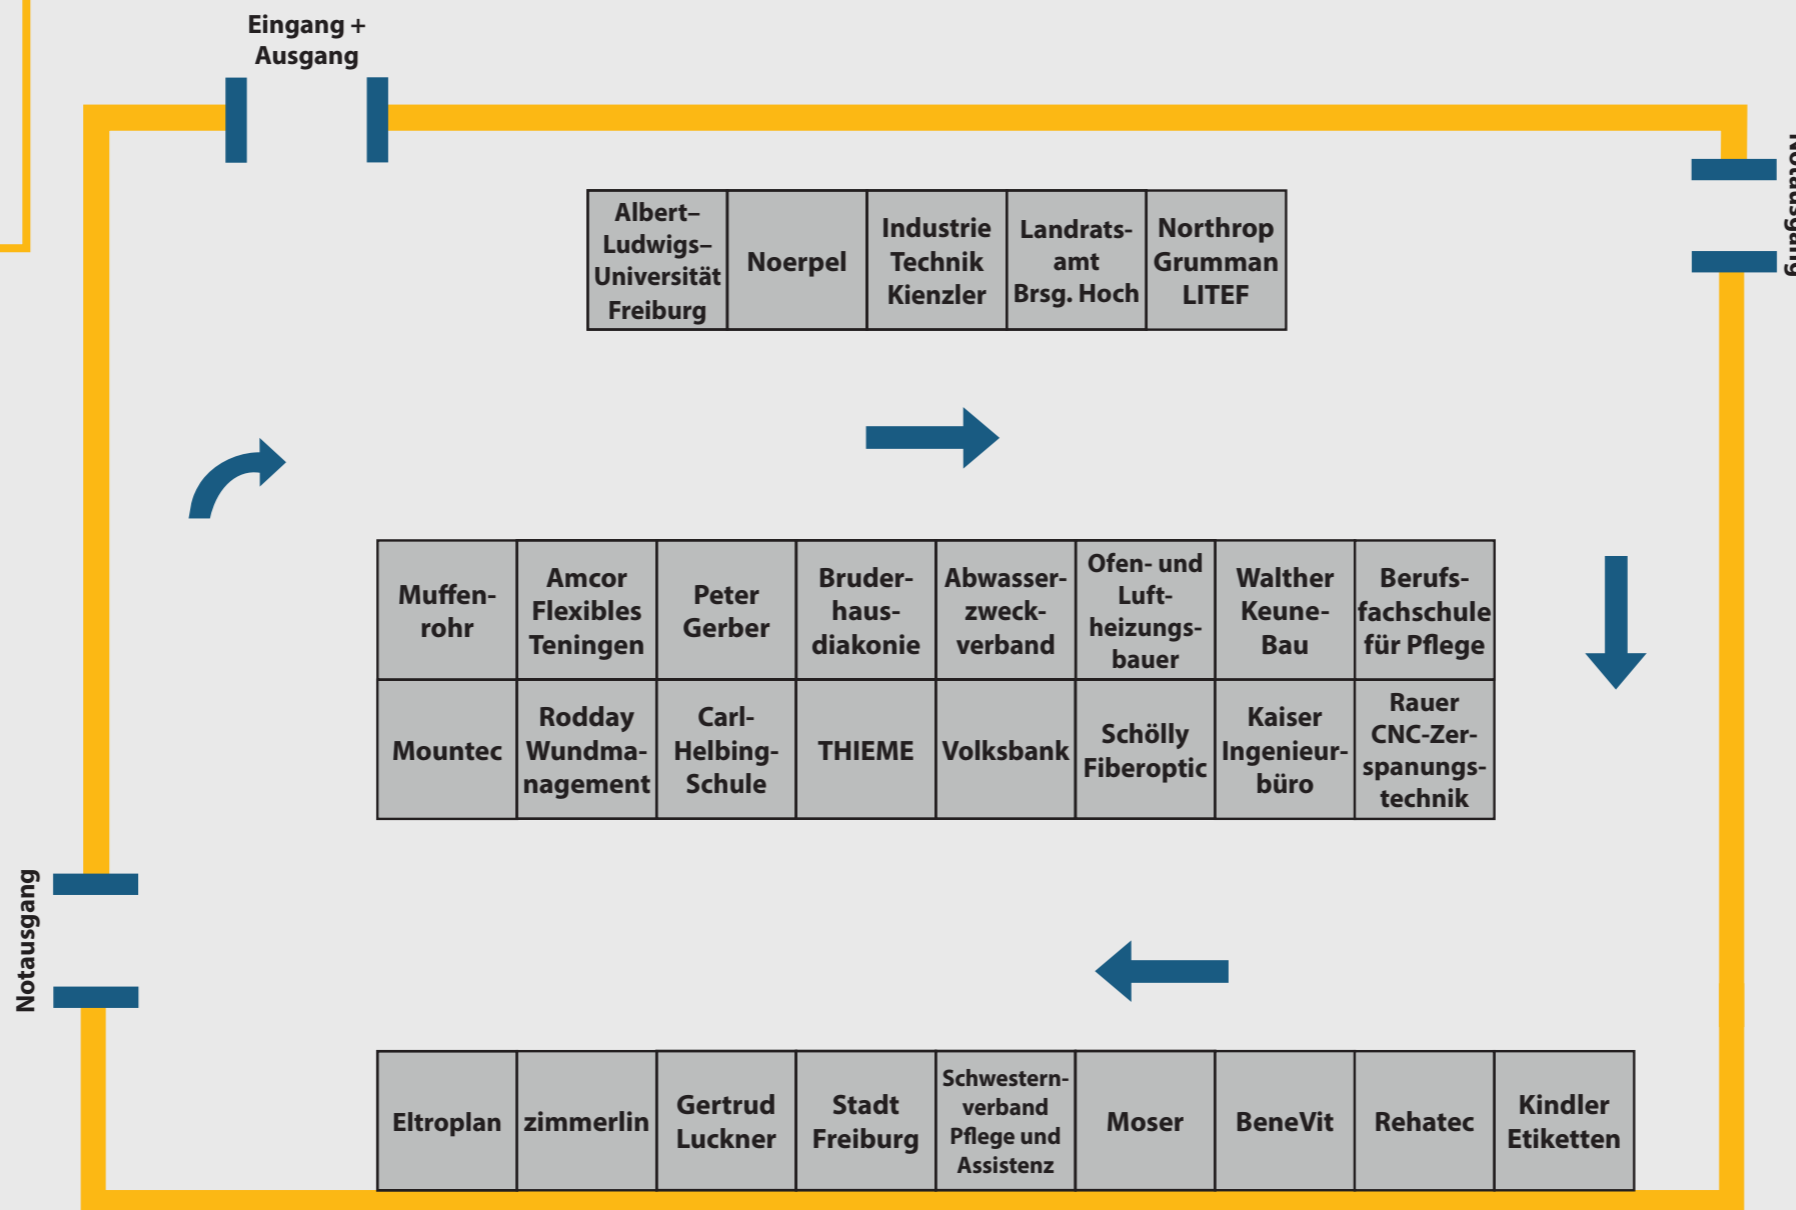 Eingang +
Ausgang
Notausgang
Albert–
Ludwigs–
Universität
Freiburg
Noerpel
Industrie
Technik
Kienzler
Landrats-
amt
Brsg. Hoch
Northrop
Grumman
LITEF
Muffen-
rohr
Amcor
Flexibles
Teningen
Peter
Gerber
Bruder-
haus-
diakonie
Abwasser-
zweck-
verband
Ofen- und
Luft-
heizungs-
bauer
Walther
Keune-
Bau
Berufs-
fachschule
für Pflege
Mountec
Rodday
Wundma-
nagement
Carl-
Helbing-
Schule
THIEME
Volksbank
Schölly
Fiberoptic
Kaiser
Ingenieur-
büro
Rauer
CNC-Zer-
spanungs-
technik
Notausgang
Eltroplan
zimmerlin
Gertrud
Luckner
Stadt
Freiburg
Schwestern-
verband
Pflege und
Assistenz
Moser
BeneVit
Rehatec
Kindler
Etiketten